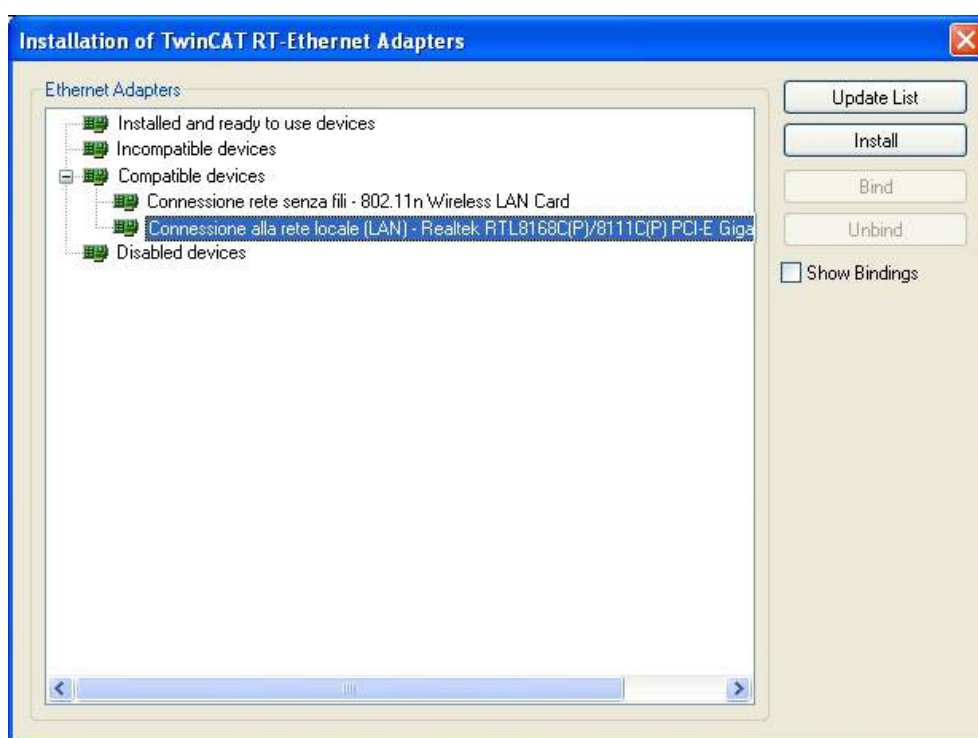 Installation of TwinCAT RT-Ethernet Adapters
Ethernet Adapters
Installed and ready to use devices
Incompatible devices
Compatible devices
Connessione rete senza fili - 802.11n Wireless LAN Card
Connessione alla rete locale (LAN) - Realtek RTL8168C(P)/8111C(P) PCI-E Giga
Disabled devices
Update List
Install
Bind
Unbind
Show Bindings